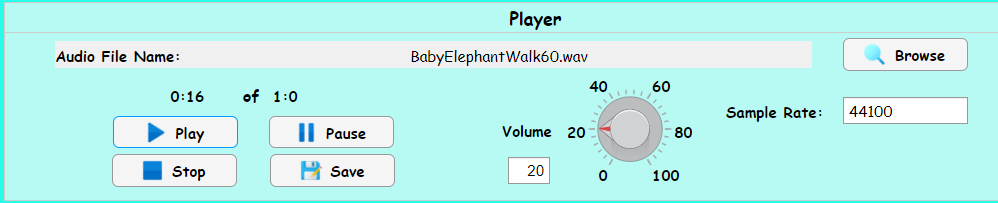 Player
Audio File Name: BabyElephantWalk60.wav
Browse
0:16 of 1:0
Play
Pause
Stop
Save
Volume
20
0
20
40
60
80
100
Sample Rate: 44100